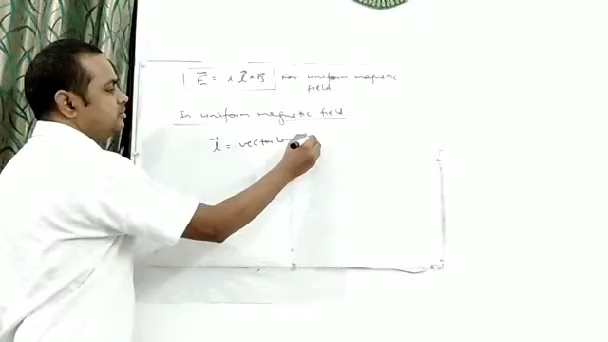 E⃗ = i l⃗ × B⃗ For uniform magnetic field
In uniform magnetic field
l⃗ = vector